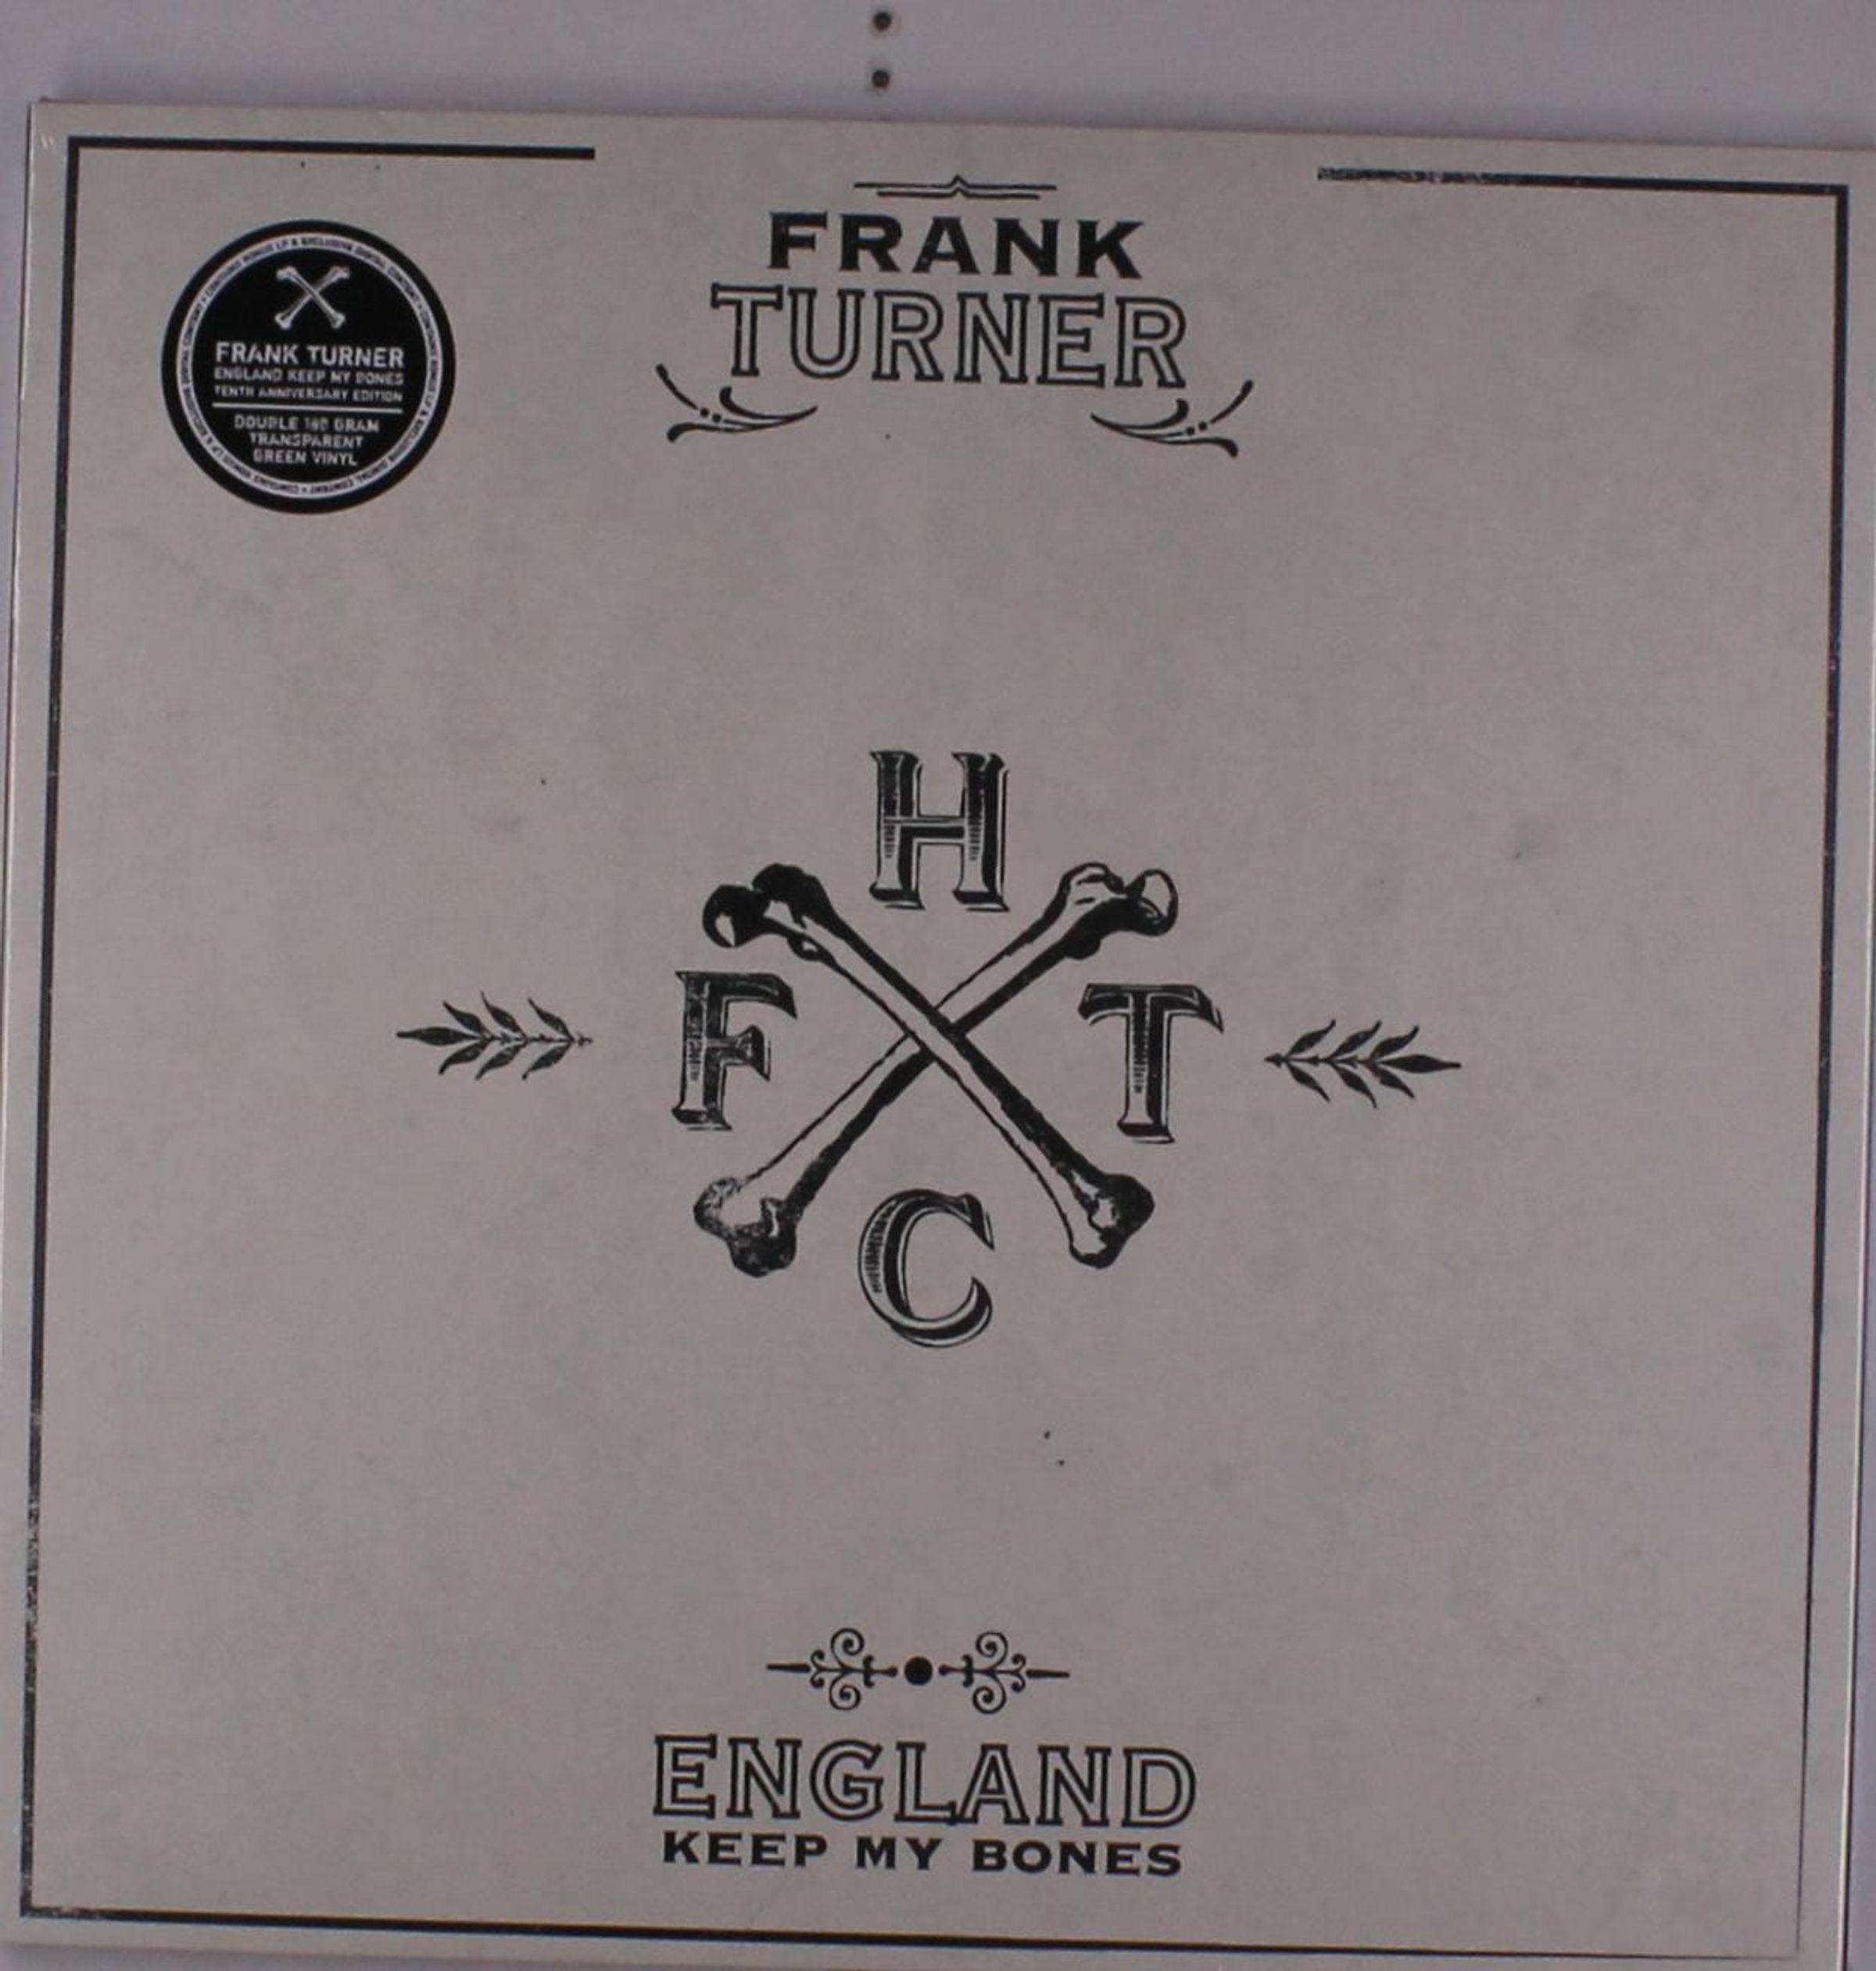 FRANK
TURNER
FRANK TURNER
ENGLAND KEEP MY BONES
TENTH ANNIVERSARY EDITION
DOUBLE 180 GRAM
TRANSPARENT
GREEN VINYL
H
F T
C
ENGLAND
KEEP MY BONES